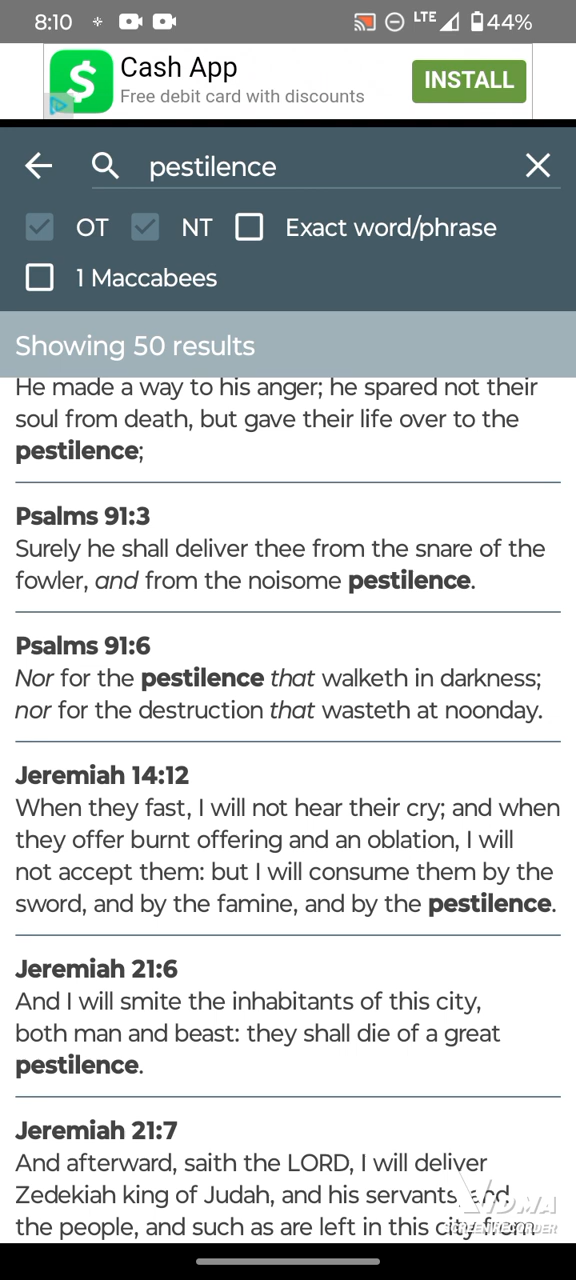 8:10
LTE
44%
Cash App
Free debit card with discounts
INSTALL
pestilence
OT
NT
Exact word/phrase
1 Maccabees
Showing 50 results
He made a way to his anger; he spared not their
soul from death, but gave their life over to the
pestilence;
Psalms 91:3
Surely he shall deliver thee from the snare of the
fowler, and from the noisome pestilence.
Psalms 91:6
Nor for the pestilence that walketh in darkness;
nor for the destruction that wasteth at noonday.
Jeremiah 14:12
When they fast, I will not hear their cry; and when
they offer burnt offering and an oblation, I will
not accept them: but I will consume them by the
sword, and by the famine, and by the pestilence.
Jeremiah 21:6
And I will smite the inhabitants of this city,
both man and beast: they shall die of a great
pestilence.
Jeremiah 21:7
And afterward, saith the LORD, I will deliver
Zedekiah king of Judah, and his servants, and
the people, and such as are left in this city from
VIDMA
SCREEN RECORDER